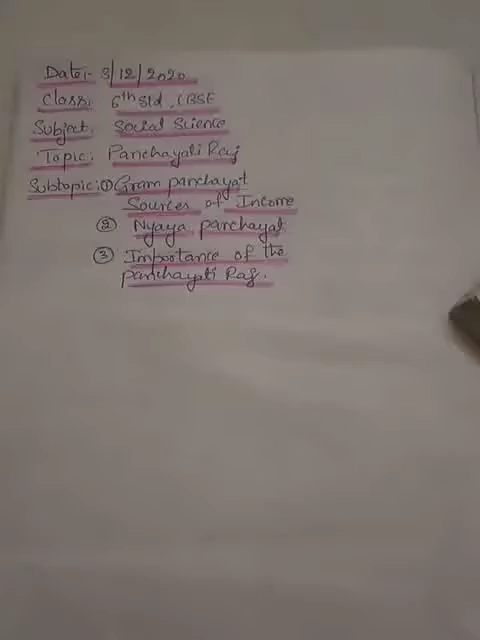 Date:- 3/12/2020
Class: 6th Std, CBSE
Subject: Social Science
Topic: Panchayati Raj
Subtopic: ① Gram panchayat
Sources of Income
② Nyaya panchayat
③ Importance of the
panchayati Raj.